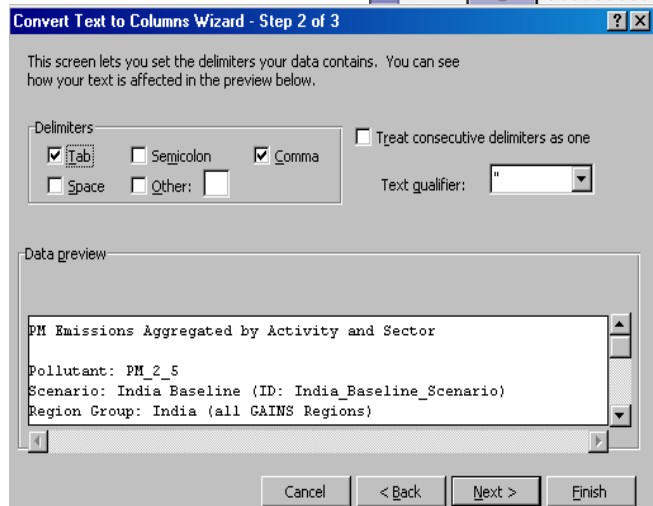 Convert Text to Columns Wizard - Step 2 of 3
This screen lets you set the delimiters your data contains. You can see
how your text is affected in the preview below.
Delimiters
Tab
Semicolon
Comma
Space
Other:
Treat consecutive delimiters as one
Text qualifier:
"
Data preview
PM Emissions Aggregated by Activity and Sector
Pollutant: PM_2_5
Scenario: India Baseline (ID: India_Baseline_Scenario)
Region Group: India (all GAINS Regions)
Cancel
< Back
Next >
Finish